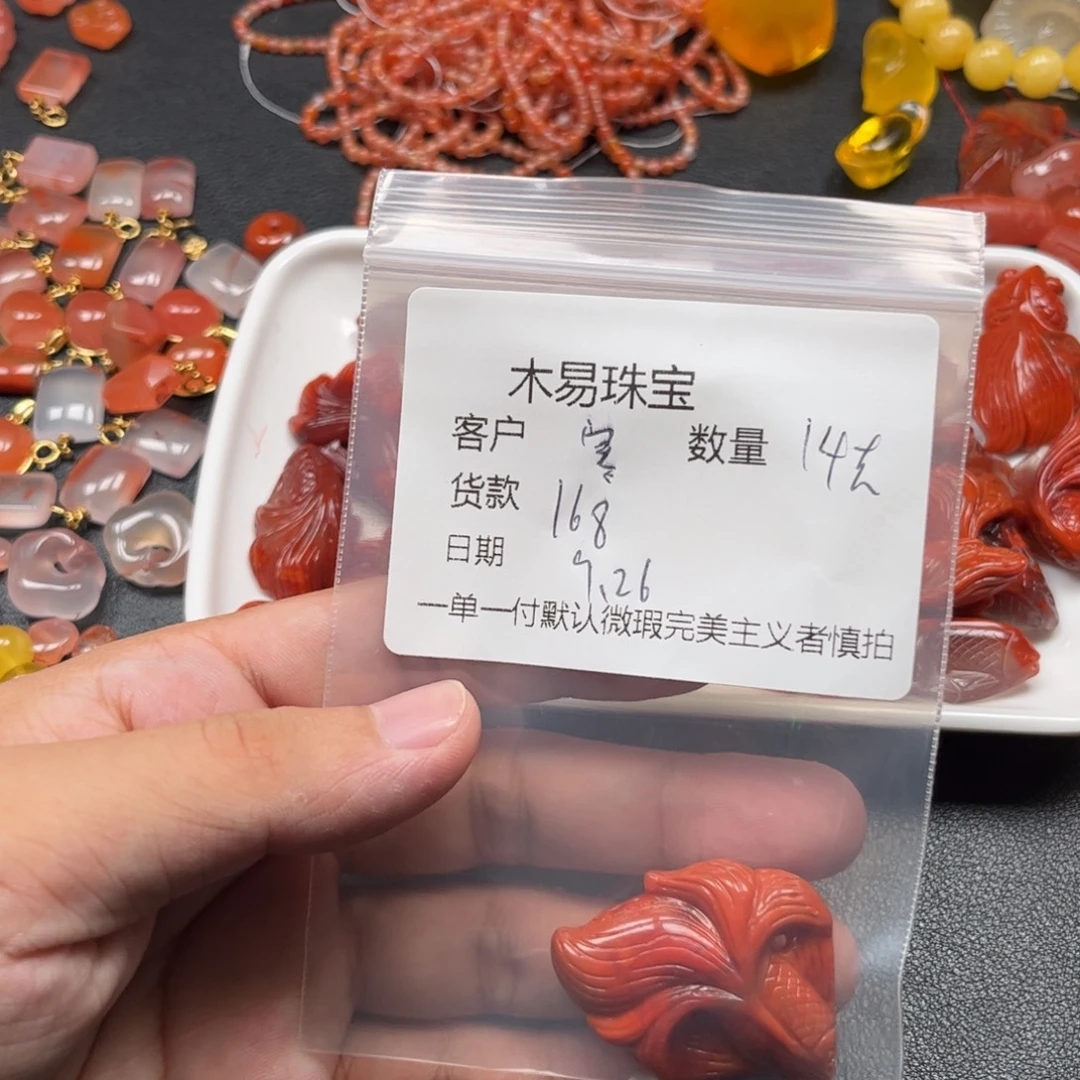 木易珠宝
客户 数量 14克
货款 168
日期 9.26
一单一付默认微瑕完美主义者慎拍